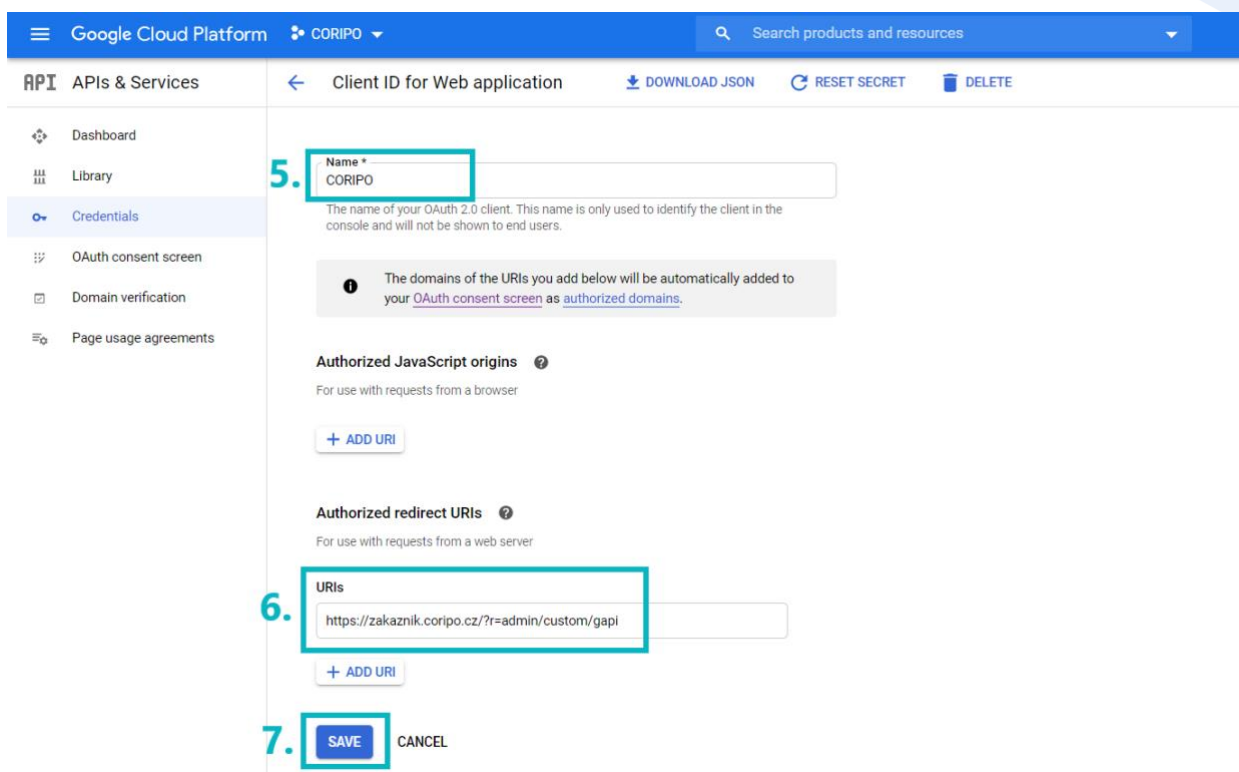 Google Cloud Platform CORIPO Search products and resources
API APIs & Services Client ID for Web application DOWNLOAD JSON RESET SECRET DELETE
Dashboard
Library
Credentials
OAuth consent screen
Domain verification
Page usage agreements
5.
Name *
CORIPO
The name of your OAuth 2.0 client. This name is only used to identify the client in the
console and will not be shown to end users.
The domains of the URIs you add below will be automatically added to
your OAuth consent screen as authorized domains.
Authorized JavaScript origins
For use with requests from a browser
+ ADD URI
Authorized redirect URIs
For use with requests from a web server
6.
URIs
https://zakaznik.coripo.cz/?r=admin/custom/gapi
+ ADD URI
7. SAVE CANCEL